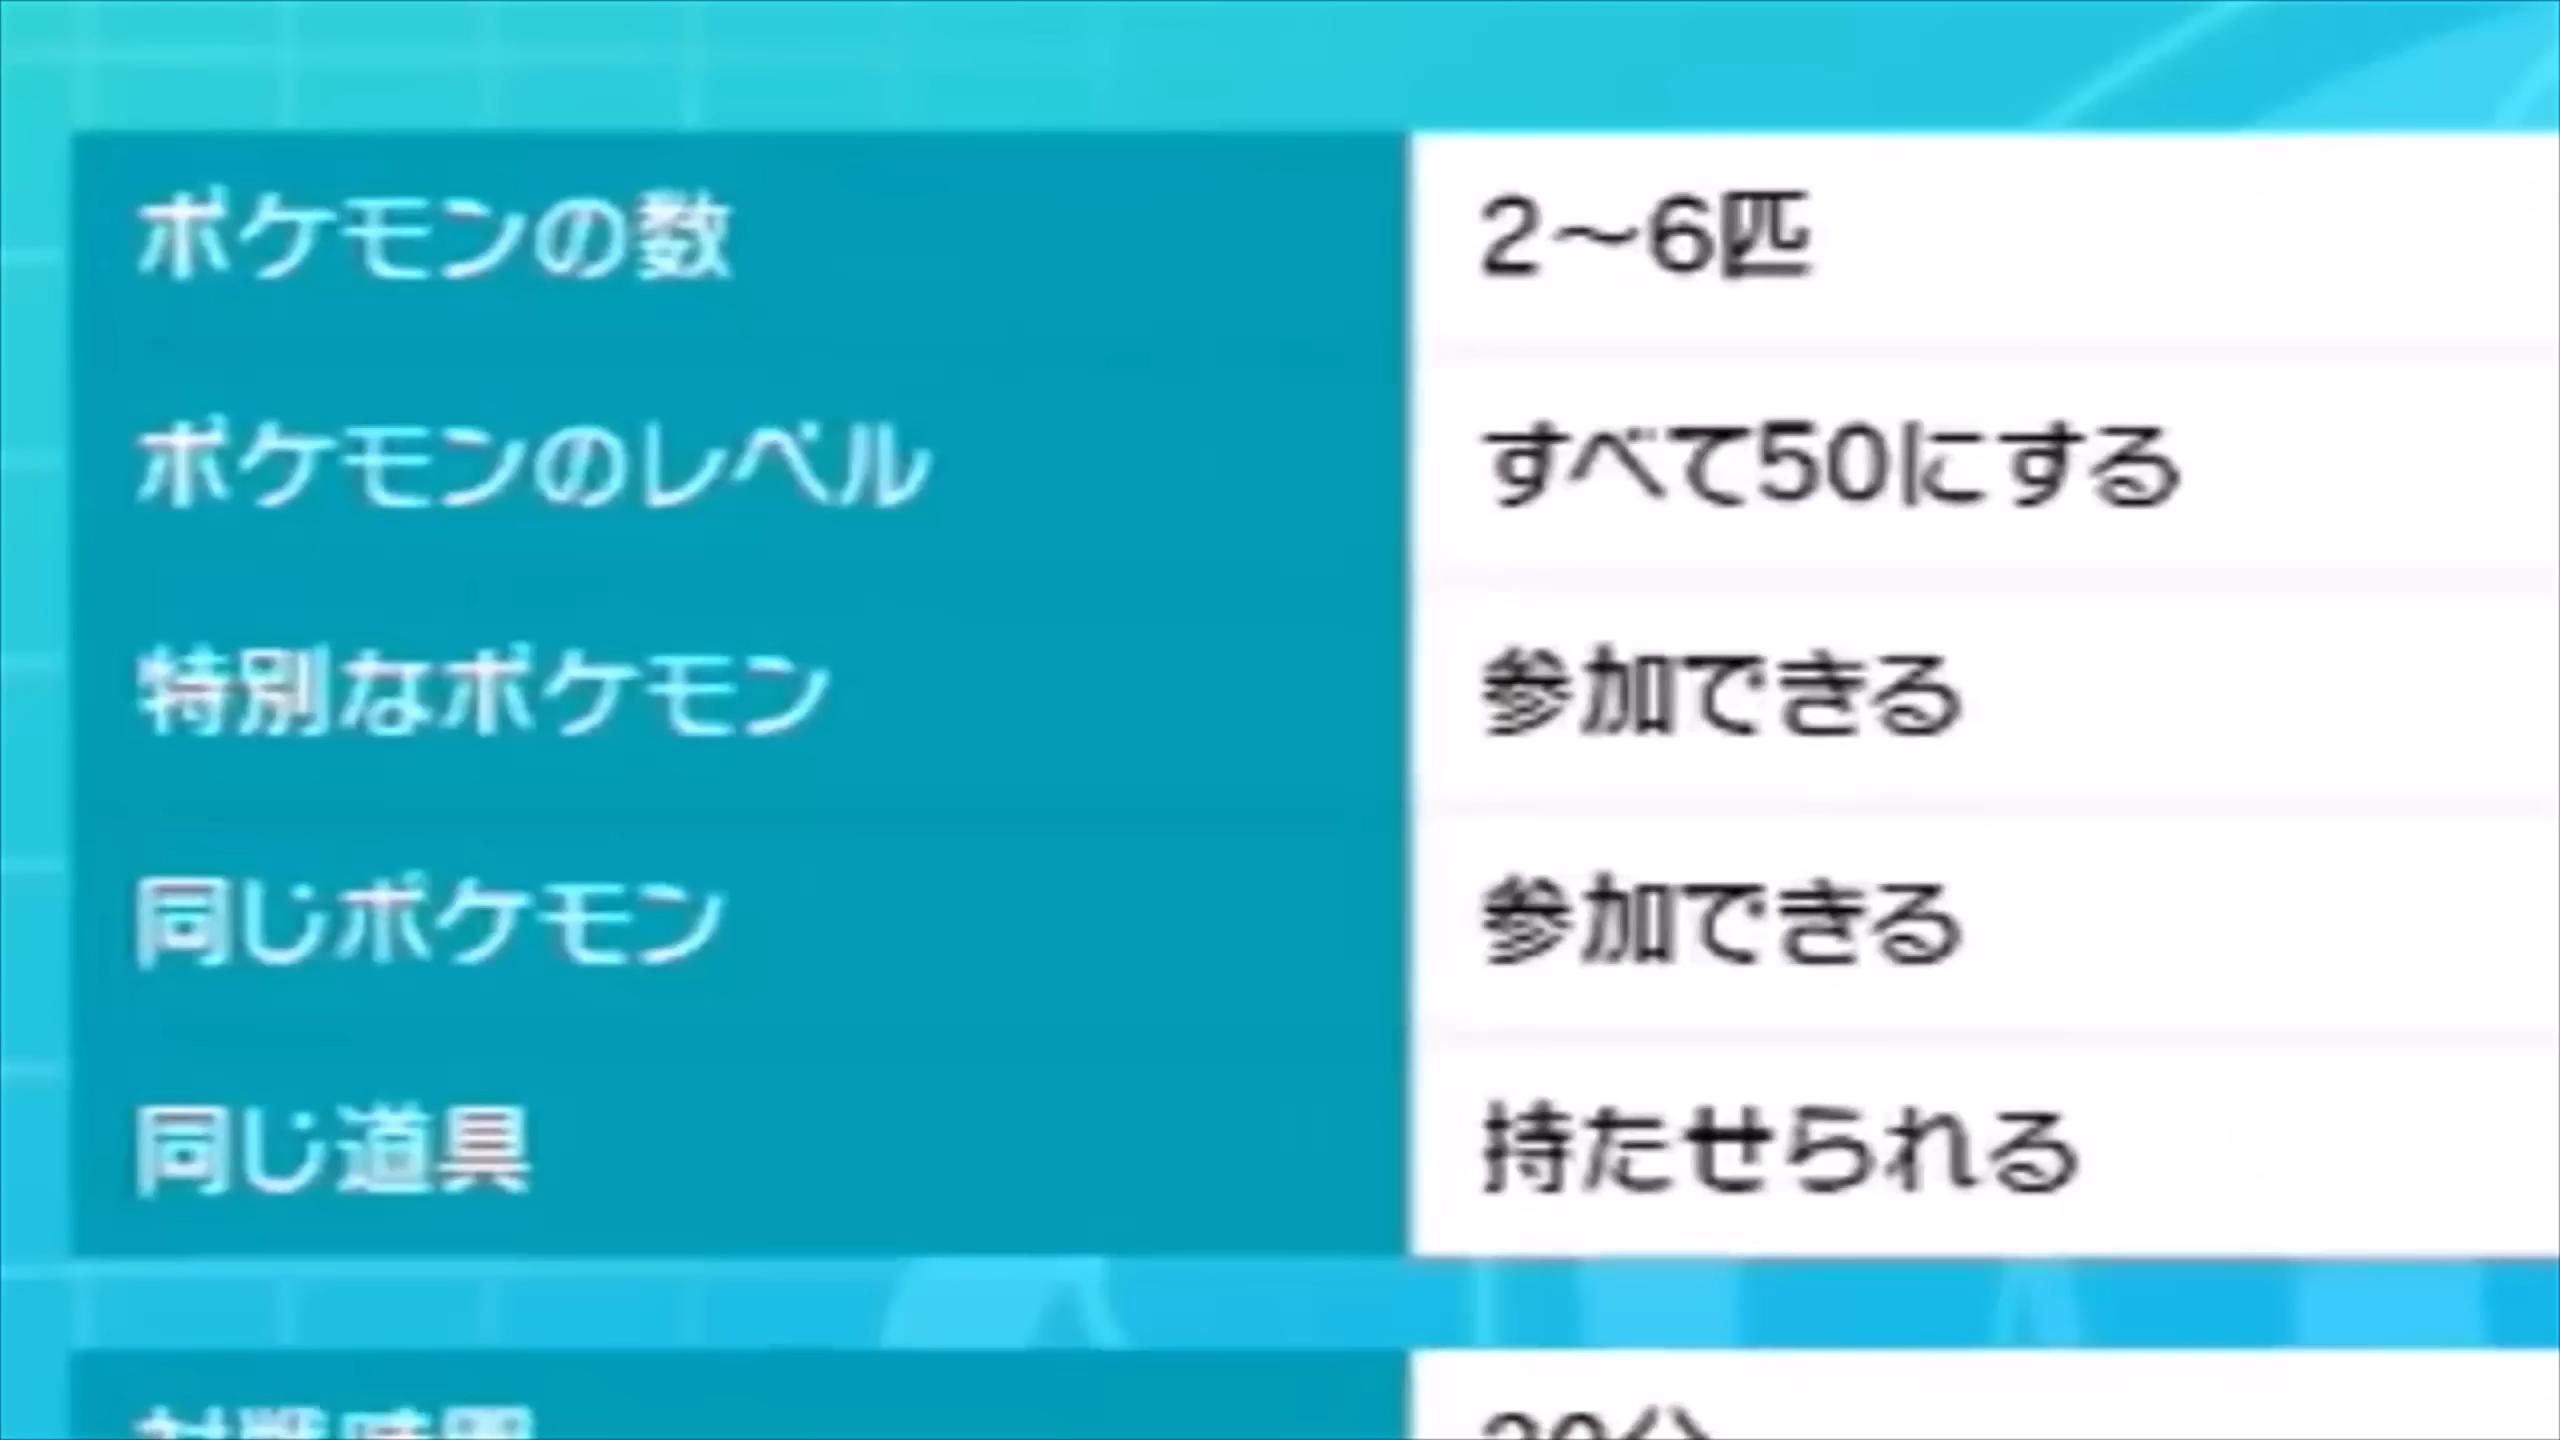 ポケモンの数 2～6匹
ポケモンのレベル すべて50にする
特別なポケモン 参加できる
同じポケモン 参加できる
同じ道具 持たせられる